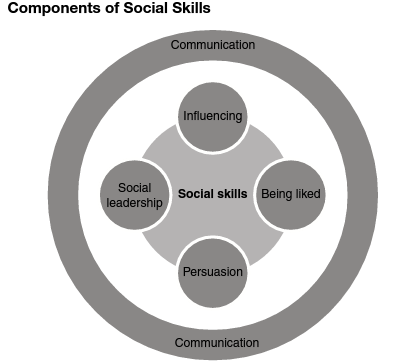 Components of Social Skills
Communication
Influencing
Social
leadership
Social skills
Being liked
Persuasion
Communication